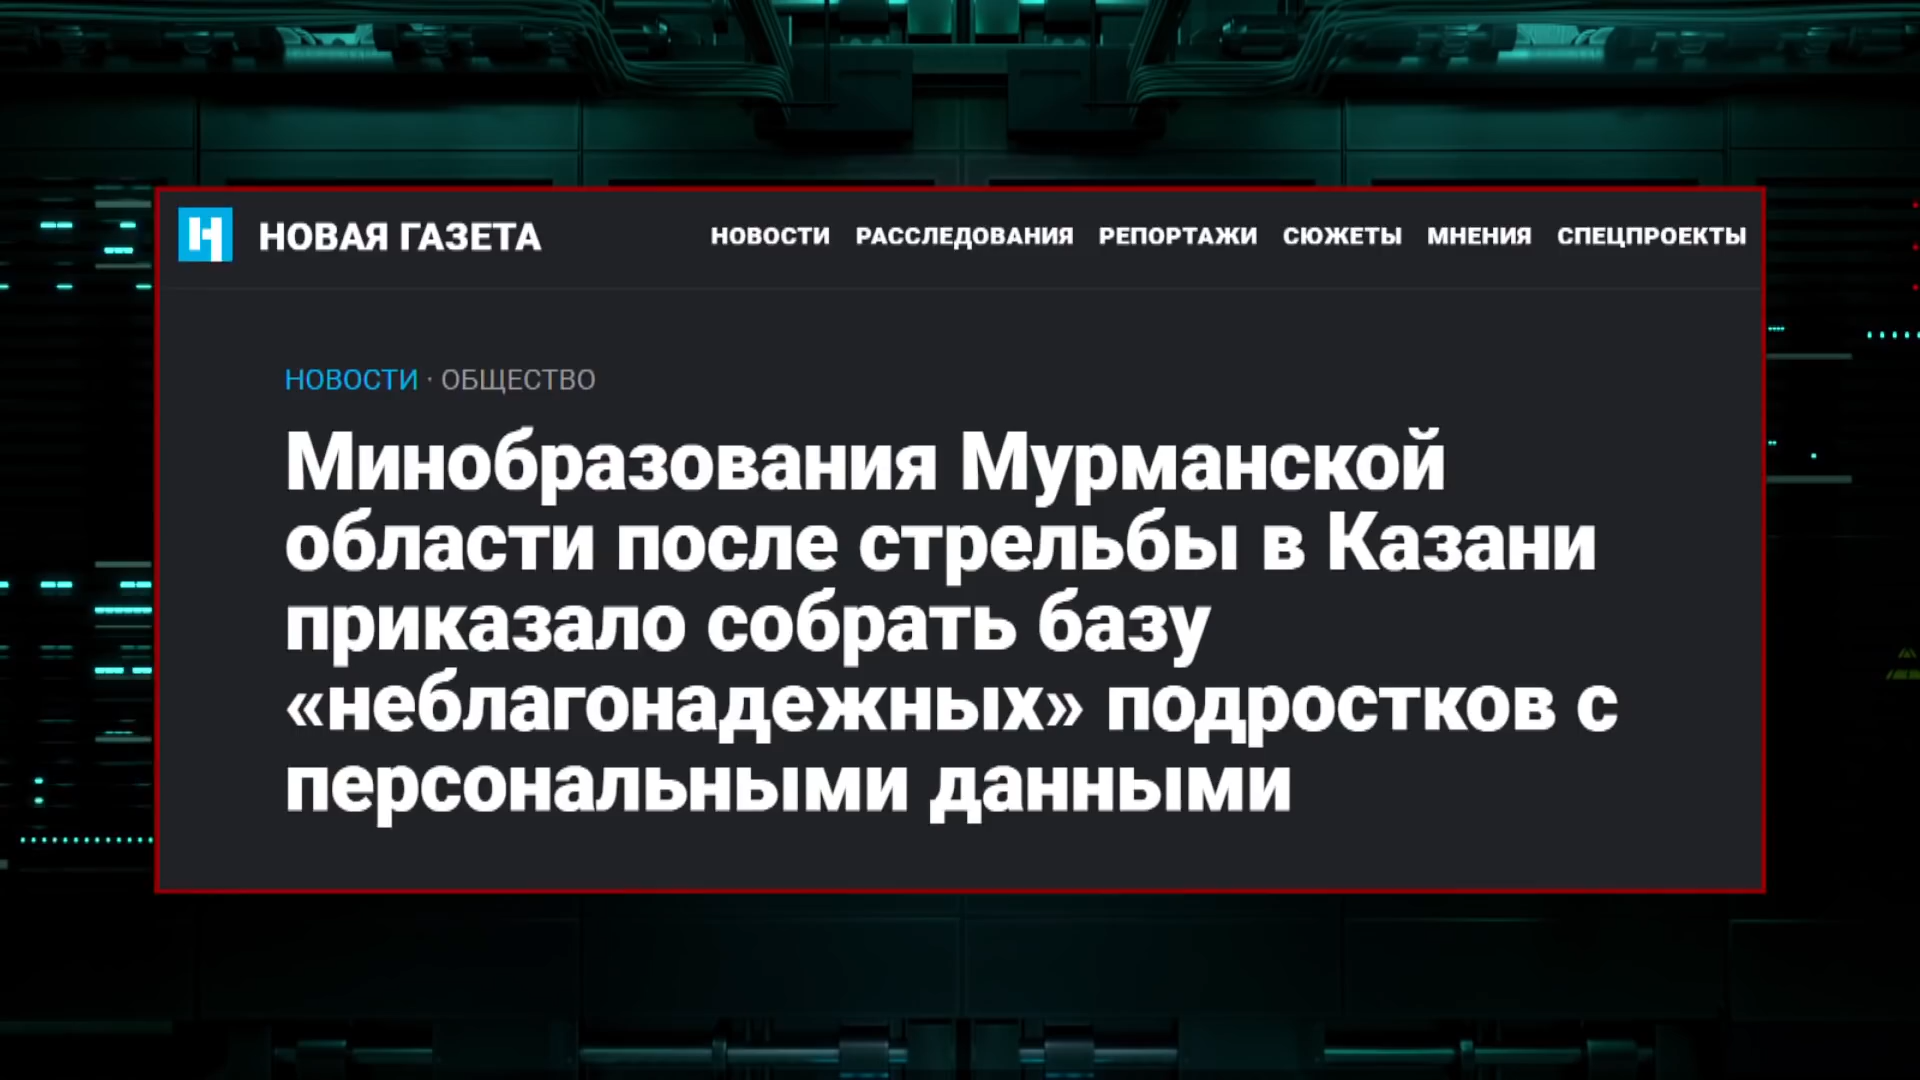 НОВАЯ ГАЗЕТА
НОВОСТИ РАССЛЕДОВАНИЯ РЕПОРТАЖИ СЮЖЕТЫ МНЕНИЯ СПЕЦПРОЕКТЫ
НОВОСТИ · ОБЩЕСТВО
Минобразования Мурманской
области после стрельбы в Казани
приказало собрать базу
«неблагонадежных» подростков с
персональными данными